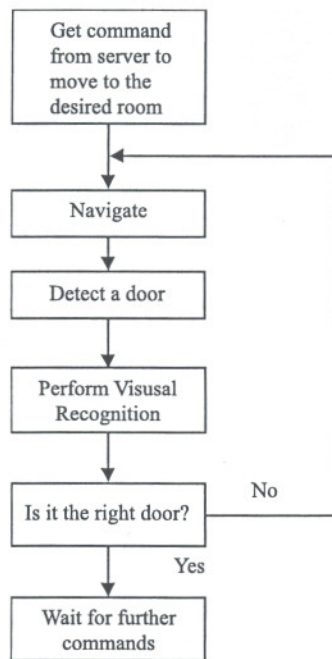 Get command
from server to
move to the
desired room
Navigate
Detect a door
Perform Visusal
Recognition
Is it the right door?
No
Yes
Wait for further
commands